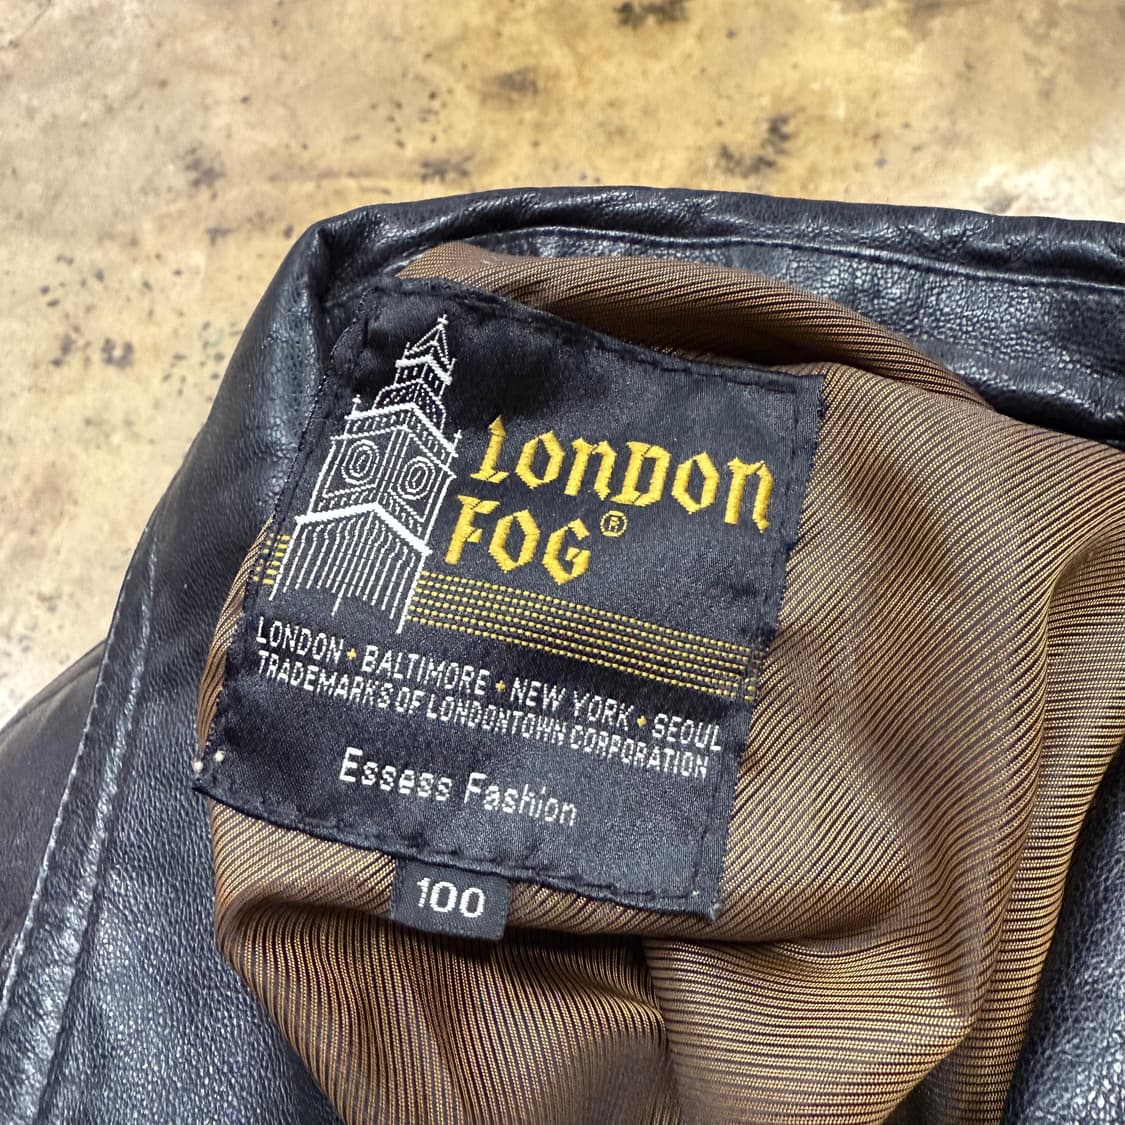 LONDON
FOG®
LONDON • BALTIMORE • NEW YORK • SEOUL
TRADEMARKS OF LONDONTOWN CORPORATION
Essess Fashion
100